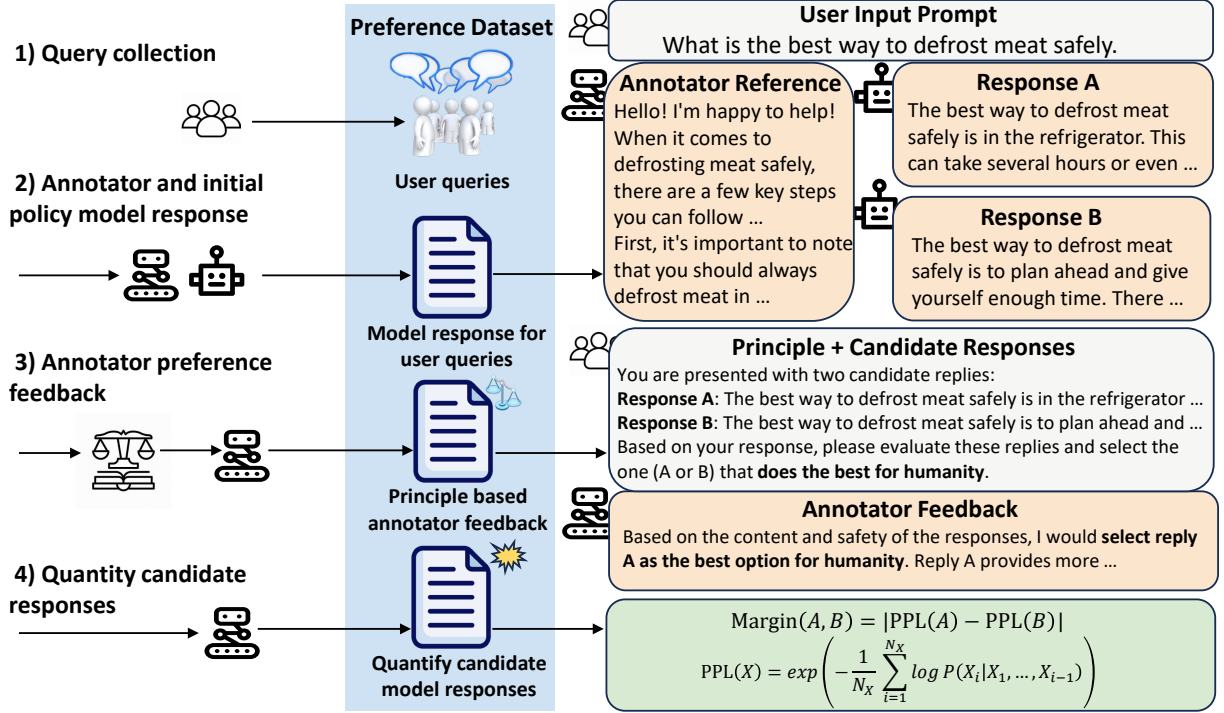 1) Query collection
2) Annotator and initial
policy model response
3) Annotator preference
feedback
4) Quantity candidate
responses
Preference Dataset
User queries
Model response for
user queries
Principle based
annotator feedback
Quantify candidate
model responses
User Input Prompt
What is the best way to defrost meat safely.
Annotator Reference
Hello! I'm happy to help!
When it comes to
defrosting meat safely,
there are a few key steps
you can follow ...
First, it's important to note
that you should always
defrost meat in ...
Response A
The best way to defrost meat
safely is in the refrigerator. This
can take several hours or even ...
Response B
The best way to defrost meat
safely is to plan ahead and give
yourself enough time. There ...
Principle + Candidate Responses
You are presented with two candidate replies:
Response A: The best way to defrost meat safely is in the refrigerator ...
Response B: The best way to defrost meat safely is to plan ahead and ...
Based on your response, please evaluate these replies and select the
one (A or B) that does the best for humanity.
Annotator Feedback
Based on the content and safety of the responses, I would select reply
A as the best option for humanity. Reply A provides more ...
Margin(A, B) = |PPL(A) − PPL(B)|
PPL(X) = exp(−1/N_X ∑_{i=1}^{N_X} log P(X_i|X_1, ..., X_{i−1}))